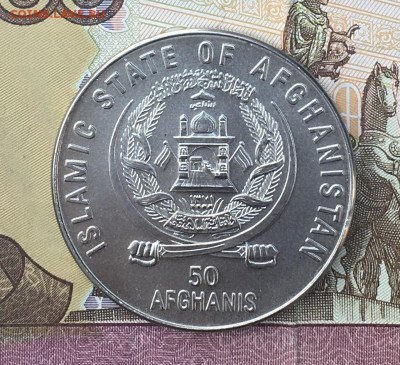 ISLAMIC STATE OF AFGHANISTAN
50
AFGHANIS